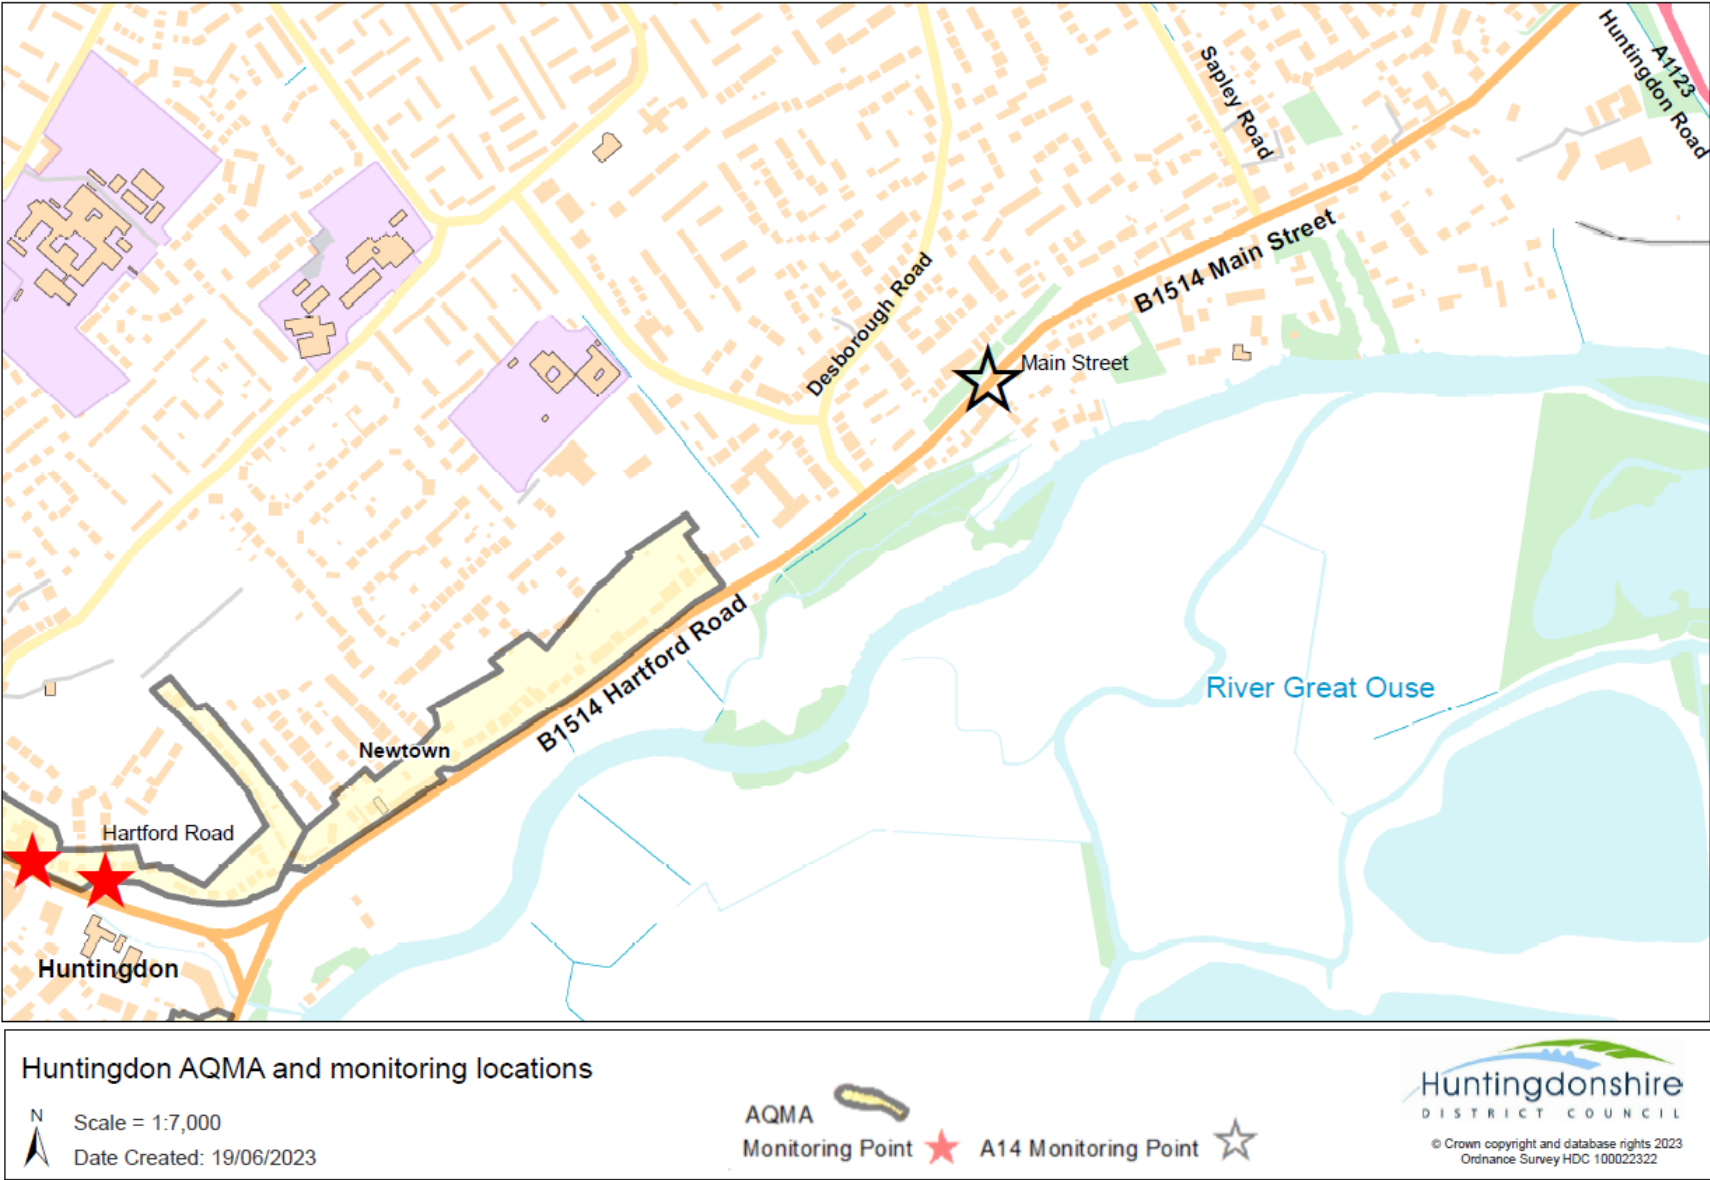 Huntingdon Road
A1123
Sapley Road
B1514 Main Street
Desborough Road
Main Street
B1514 Hartford Road
River Great Ouse
Newtown
Hartford Road
Huntingdon
Huntingdon AQMA and monitoring locations
N
Scale = 1:7,000
Date Created: 19/06/2023
AQMA
Monitoring Point
A14 Monitoring Point
Huntingdonshire
DISTRICT COUNCIL
© Crown copyright and database rights 2023
Ordnance Survey HDC 100022322